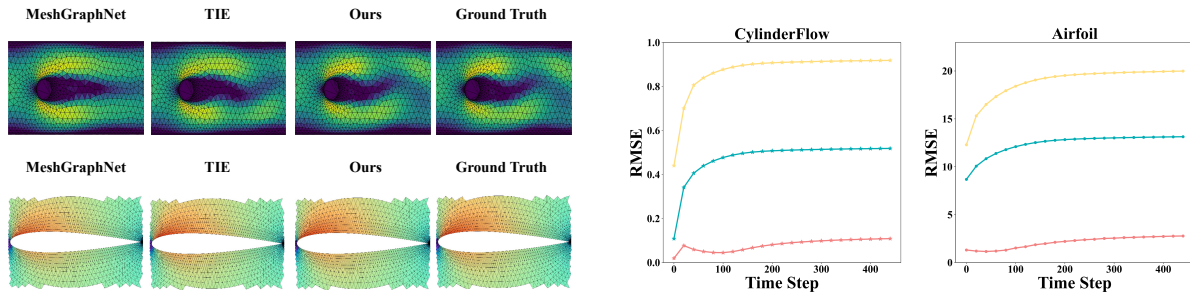 MeshGraphNet TIE Ours Ground Truth
MeshGraphNet TIE Ours Ground Truth
CylinderFlow
RMSE
1.0
0.8
0.6
0.4
0.2
0.0
0 100 200 300 400
Time Step
Airfoil
RMSE
20
15
10
5
0
0 100 200 300 400
Time Step